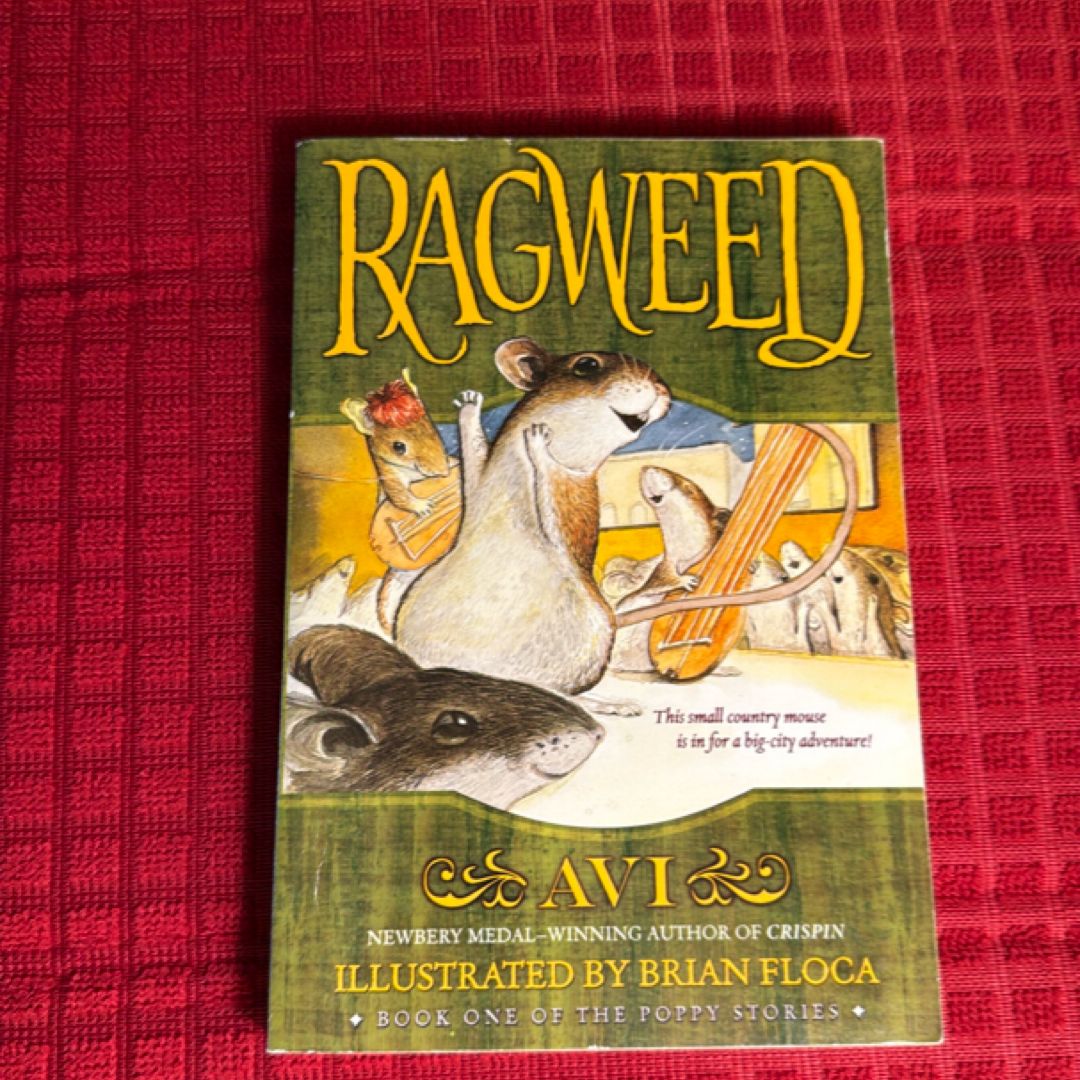 RAGWEED
This small country mouse
is in for a big-city adventure!
AVI
NEWBERY MEDAL–WINNING AUTHOR OF CRISPIN
ILLUSTRATED BY BRIAN FLOCA
BOOK ONE OF THE POPPY STORIES